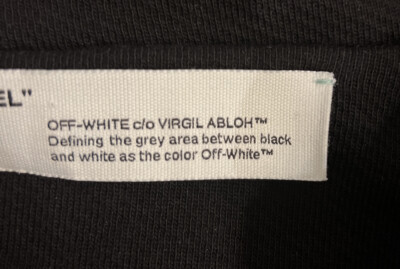 EL"
OFF-WHITE c/o VIRGIL ABLOH™
Defining the grey area between black
and white as the color Off-White™